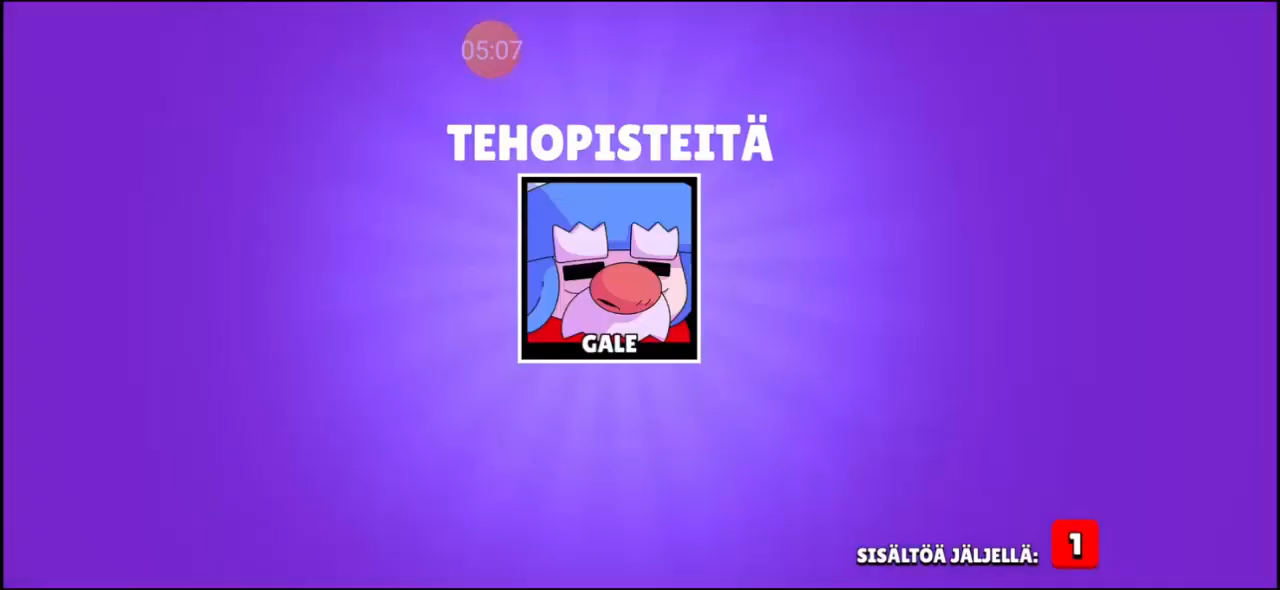 05:07
TEHOPISTEITÄ
GALE
SISÄLTÖÄ JÄLJELLÄ: 1